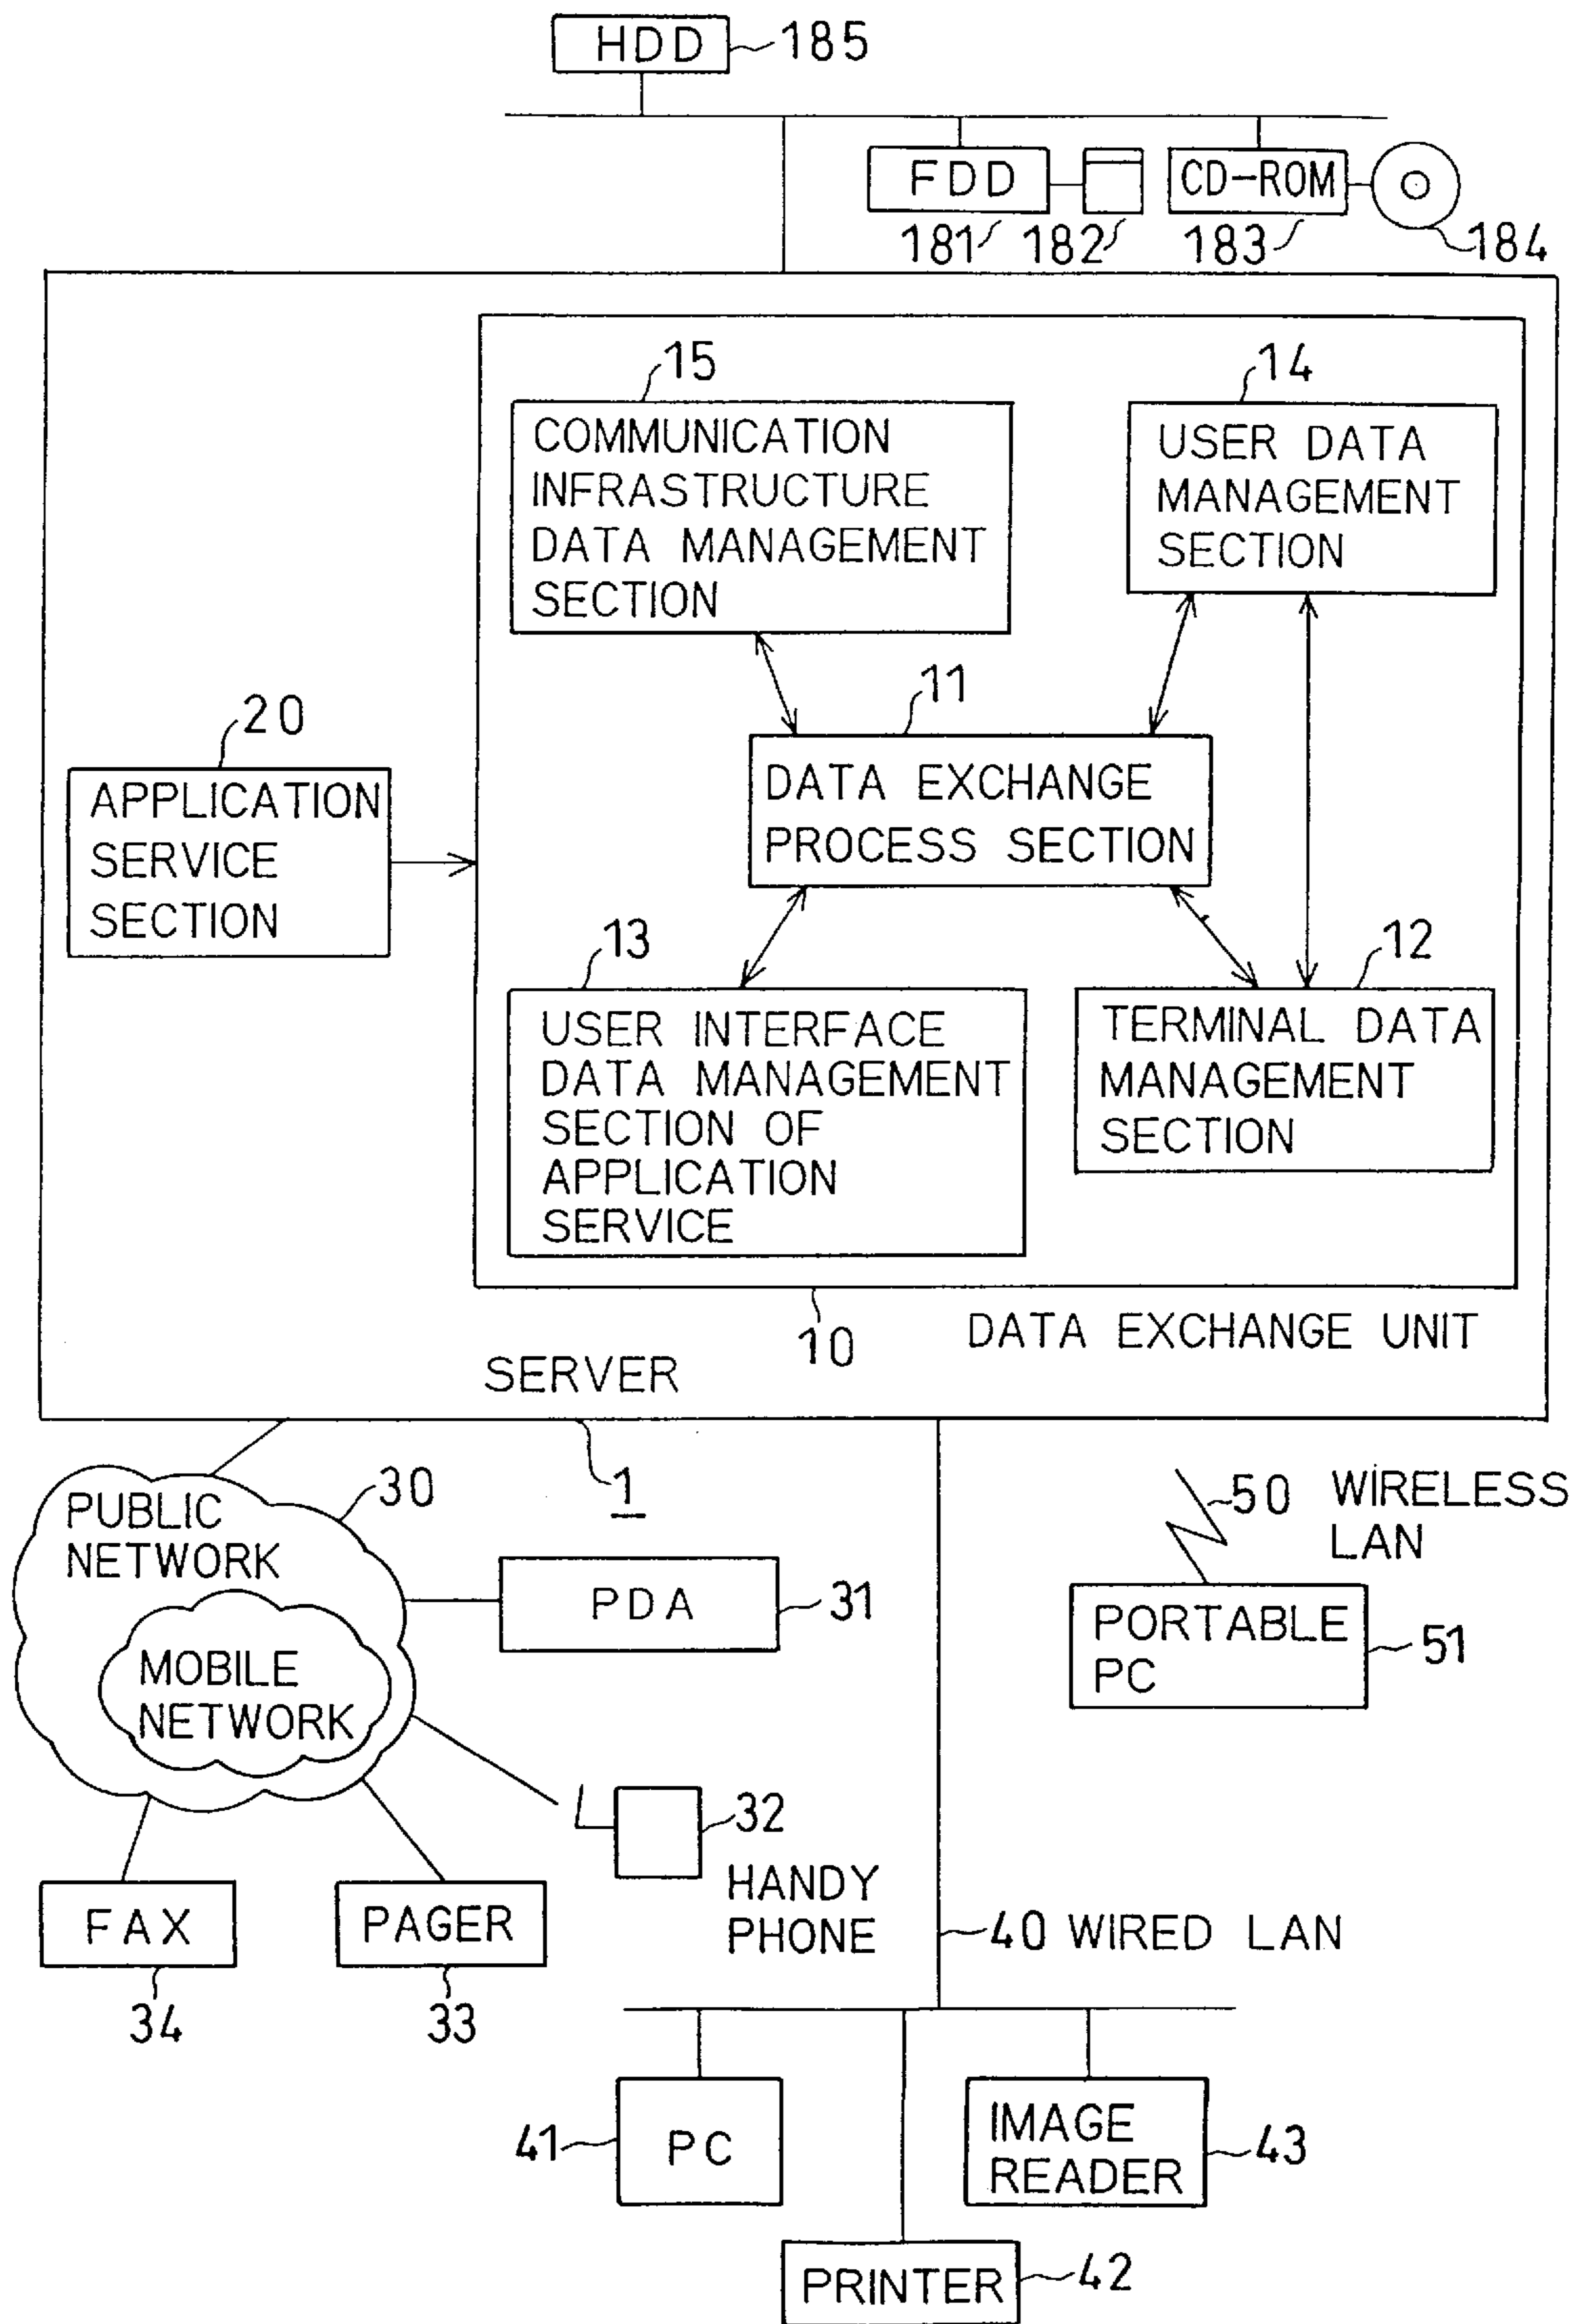 HDD
185
FDD
CD-ROM
181
182
183
184
15
14
COMMUNICATION
INFRASTRUCTURE
DATA MANAGEMENT
SECTION
USER DATA
MANAGEMENT
SECTION
20
11
APPLICATION
SERVICE
SECTION
DATA EXCHANGE
PROCESS SECTION
13
12
USER INTERFACE
DATA MANAGEMENT
SECTION OF
APPLICATION
SERVICE
TERMINAL DATA
MANAGEMENT
SECTION
10
DATA EXCHANGE UNIT
SERVER
1
30
PUBLIC
NETWORK
MOBILE
NETWORK
PDA
31
50
WIRELESS
LAN
PORTABLE
PC
51
32
HANDY
PHONE
FAX
34
PAGER
33
40 WIRED LAN
41
PC
IMAGE
READER
43
PRINTER
42